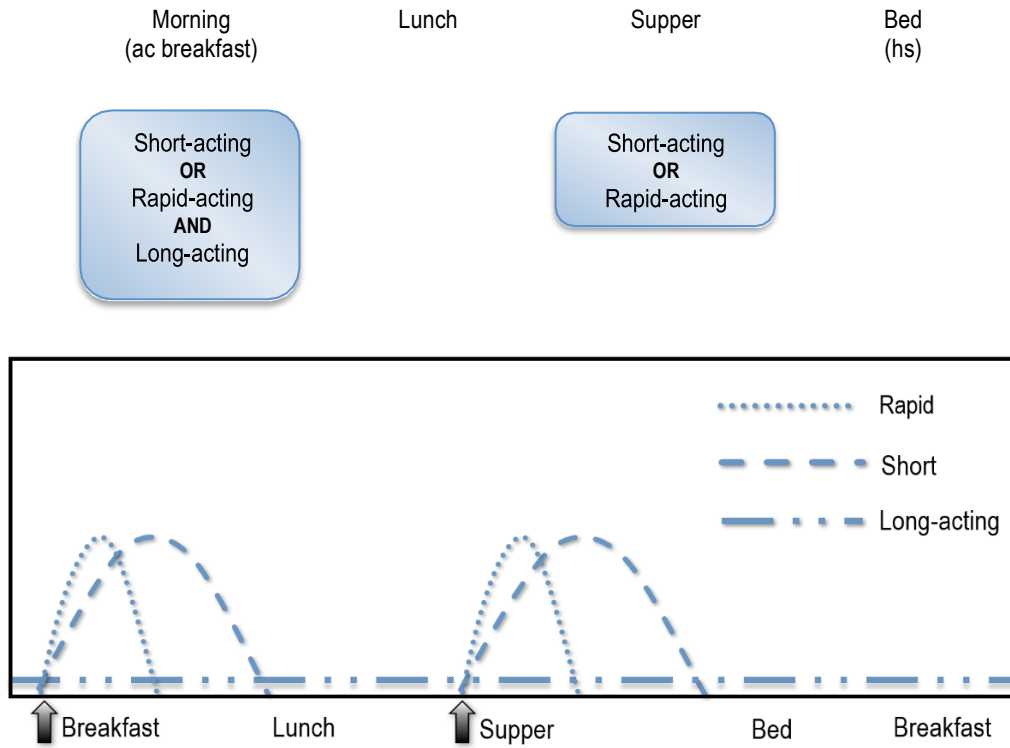 Morning
(ac breakfast)
Lunch
Supper
Bed
(hs)
Short-acting
OR
Rapid-acting
AND
Long-acting
Short-acting
OR
Rapid-acting
Rapid
Short
Long-acting
Breakfast
Lunch
Supper
Bed
Breakfast